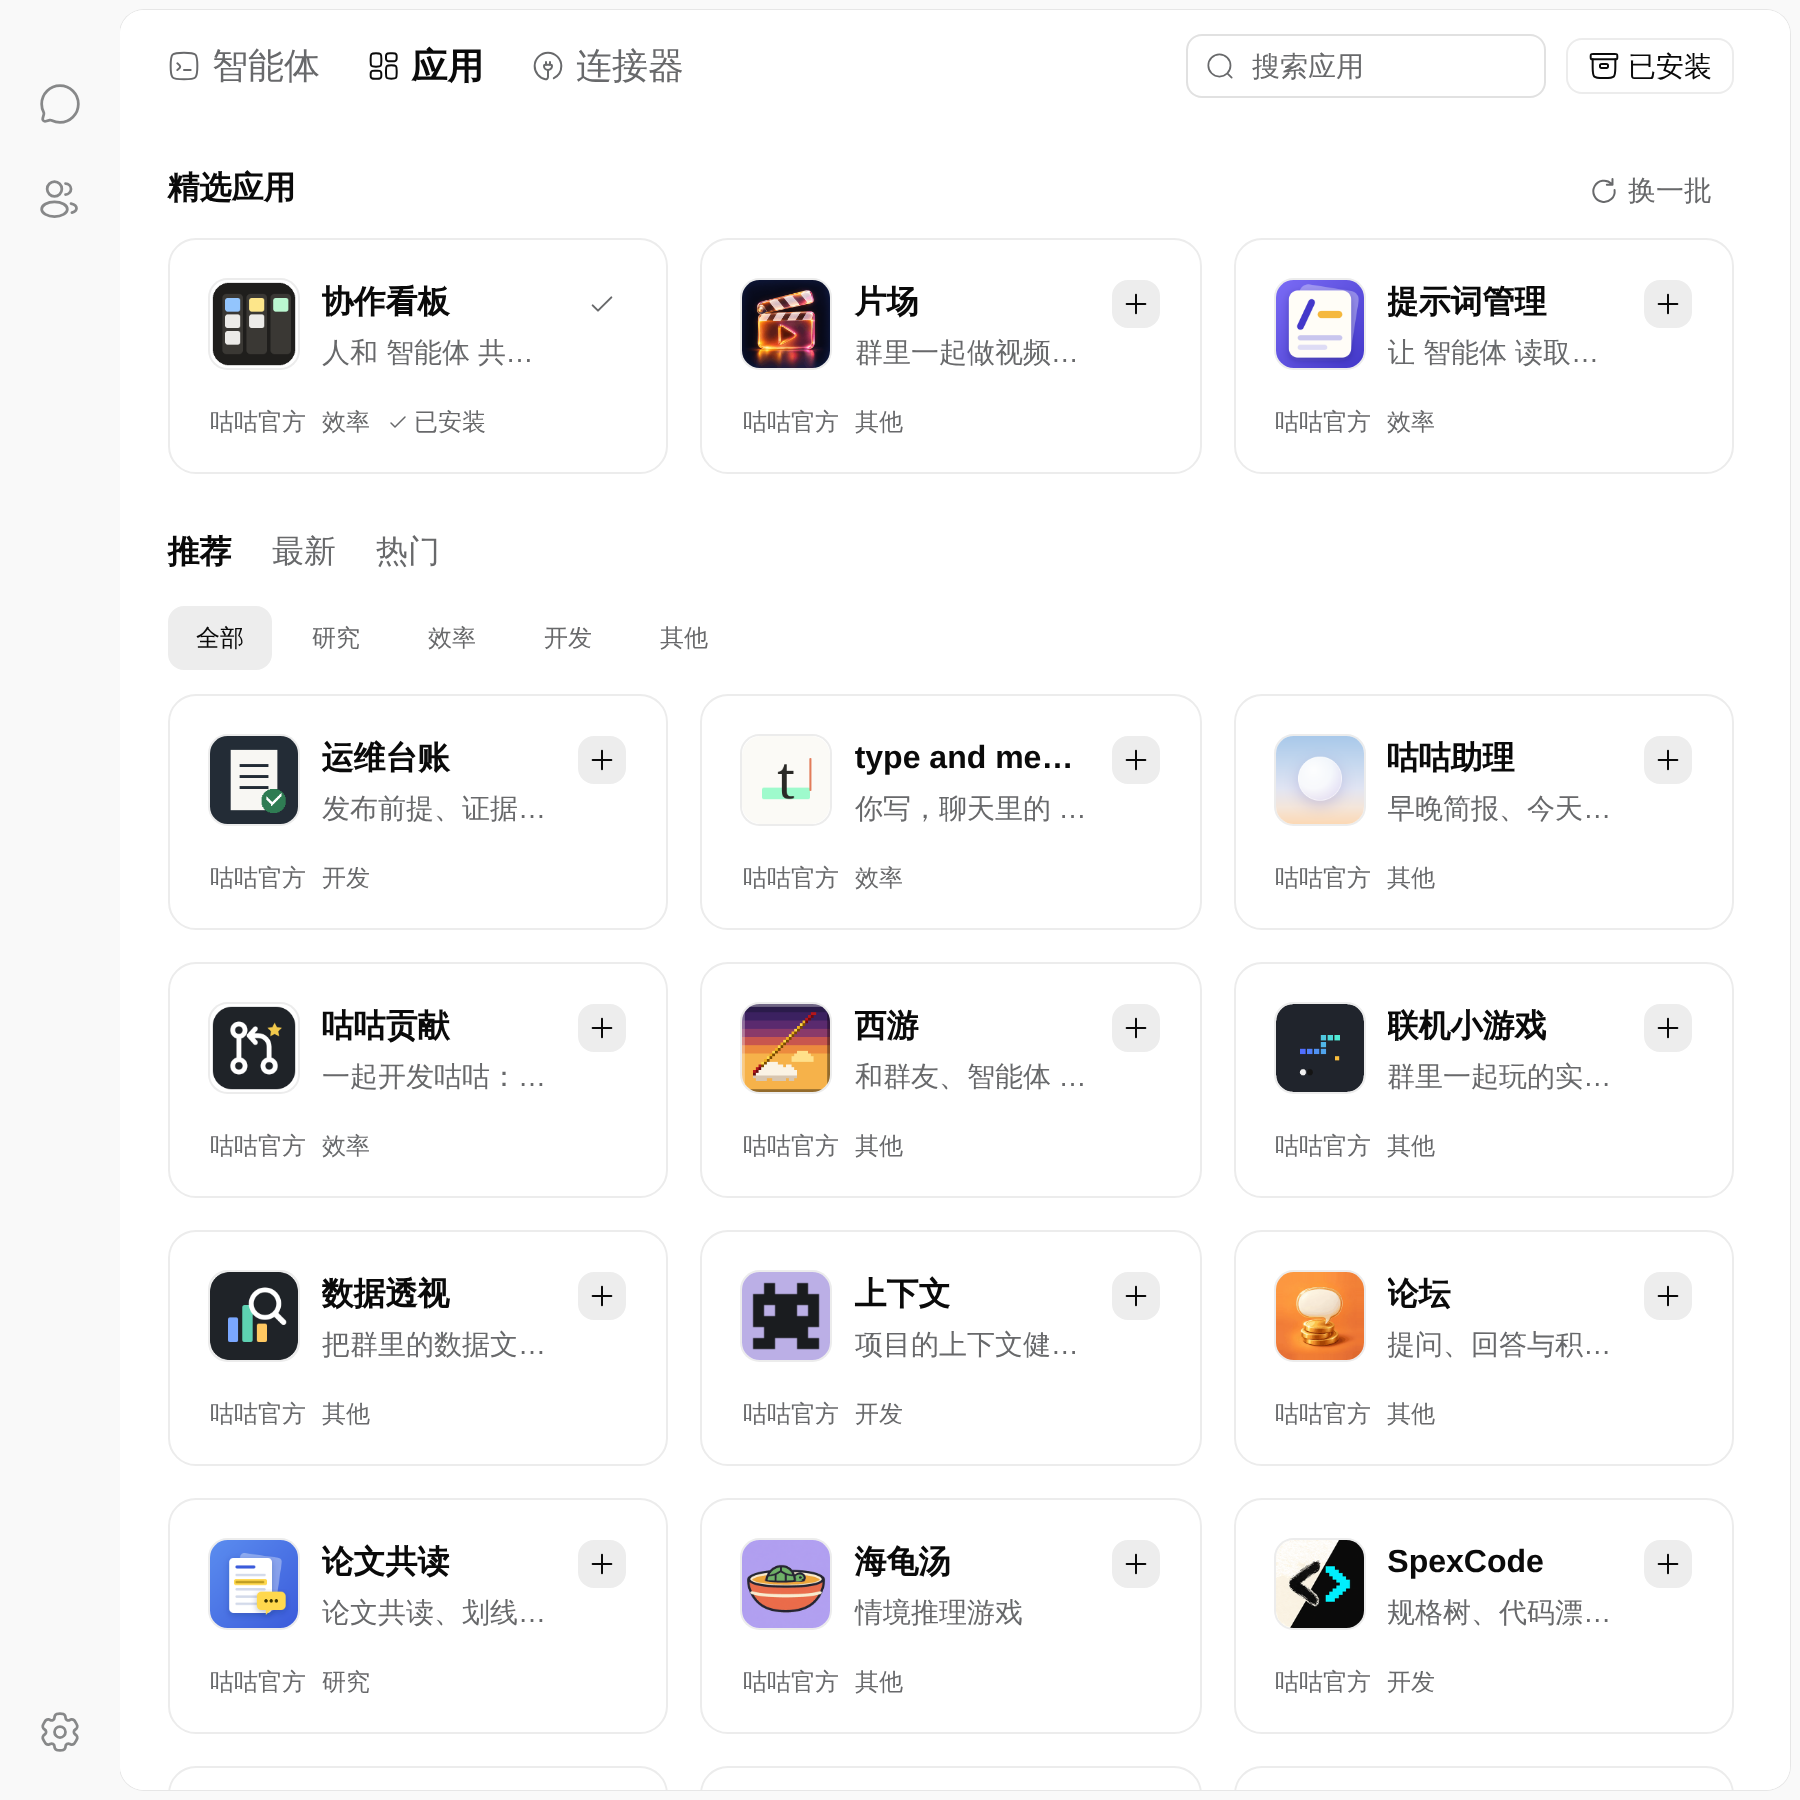 智能体 应用 连接器 搜索应用 已安装
精选应用 换一批
协作看板
人和 智能体 共…
咕咕官方 效率 已安装
片场
群里一起做视频…
咕咕官方 其他
提示词管理
让 智能体 读取…
咕咕官方 效率
推荐 最新 热门
全部 研究 效率 开发 其他
运维台账
发布前提、证据…
咕咕官方 开发
type and me…
你写，聊天里的 …
咕咕官方 效率
咕咕助理
早晚简报、今天…
咕咕官方 其他
咕咕贡献
一起开发咕咕：…
咕咕官方 效率
西游
和群友、智能体 …
咕咕官方 其他
联机小游戏
群里一起玩的实…
咕咕官方 其他
数据透视
把群里的数据文…
咕咕官方 其他
上下文
项目的上下文健…
咕咕官方 开发
论坛
提问、回答与积…
咕咕官方 其他
论文共读
论文共读、划线…
咕咕官方 研究
海龟汤
情境推理游戏
咕咕官方 其他
SpexCode
规格树、代码漂…
咕咕官方 开发